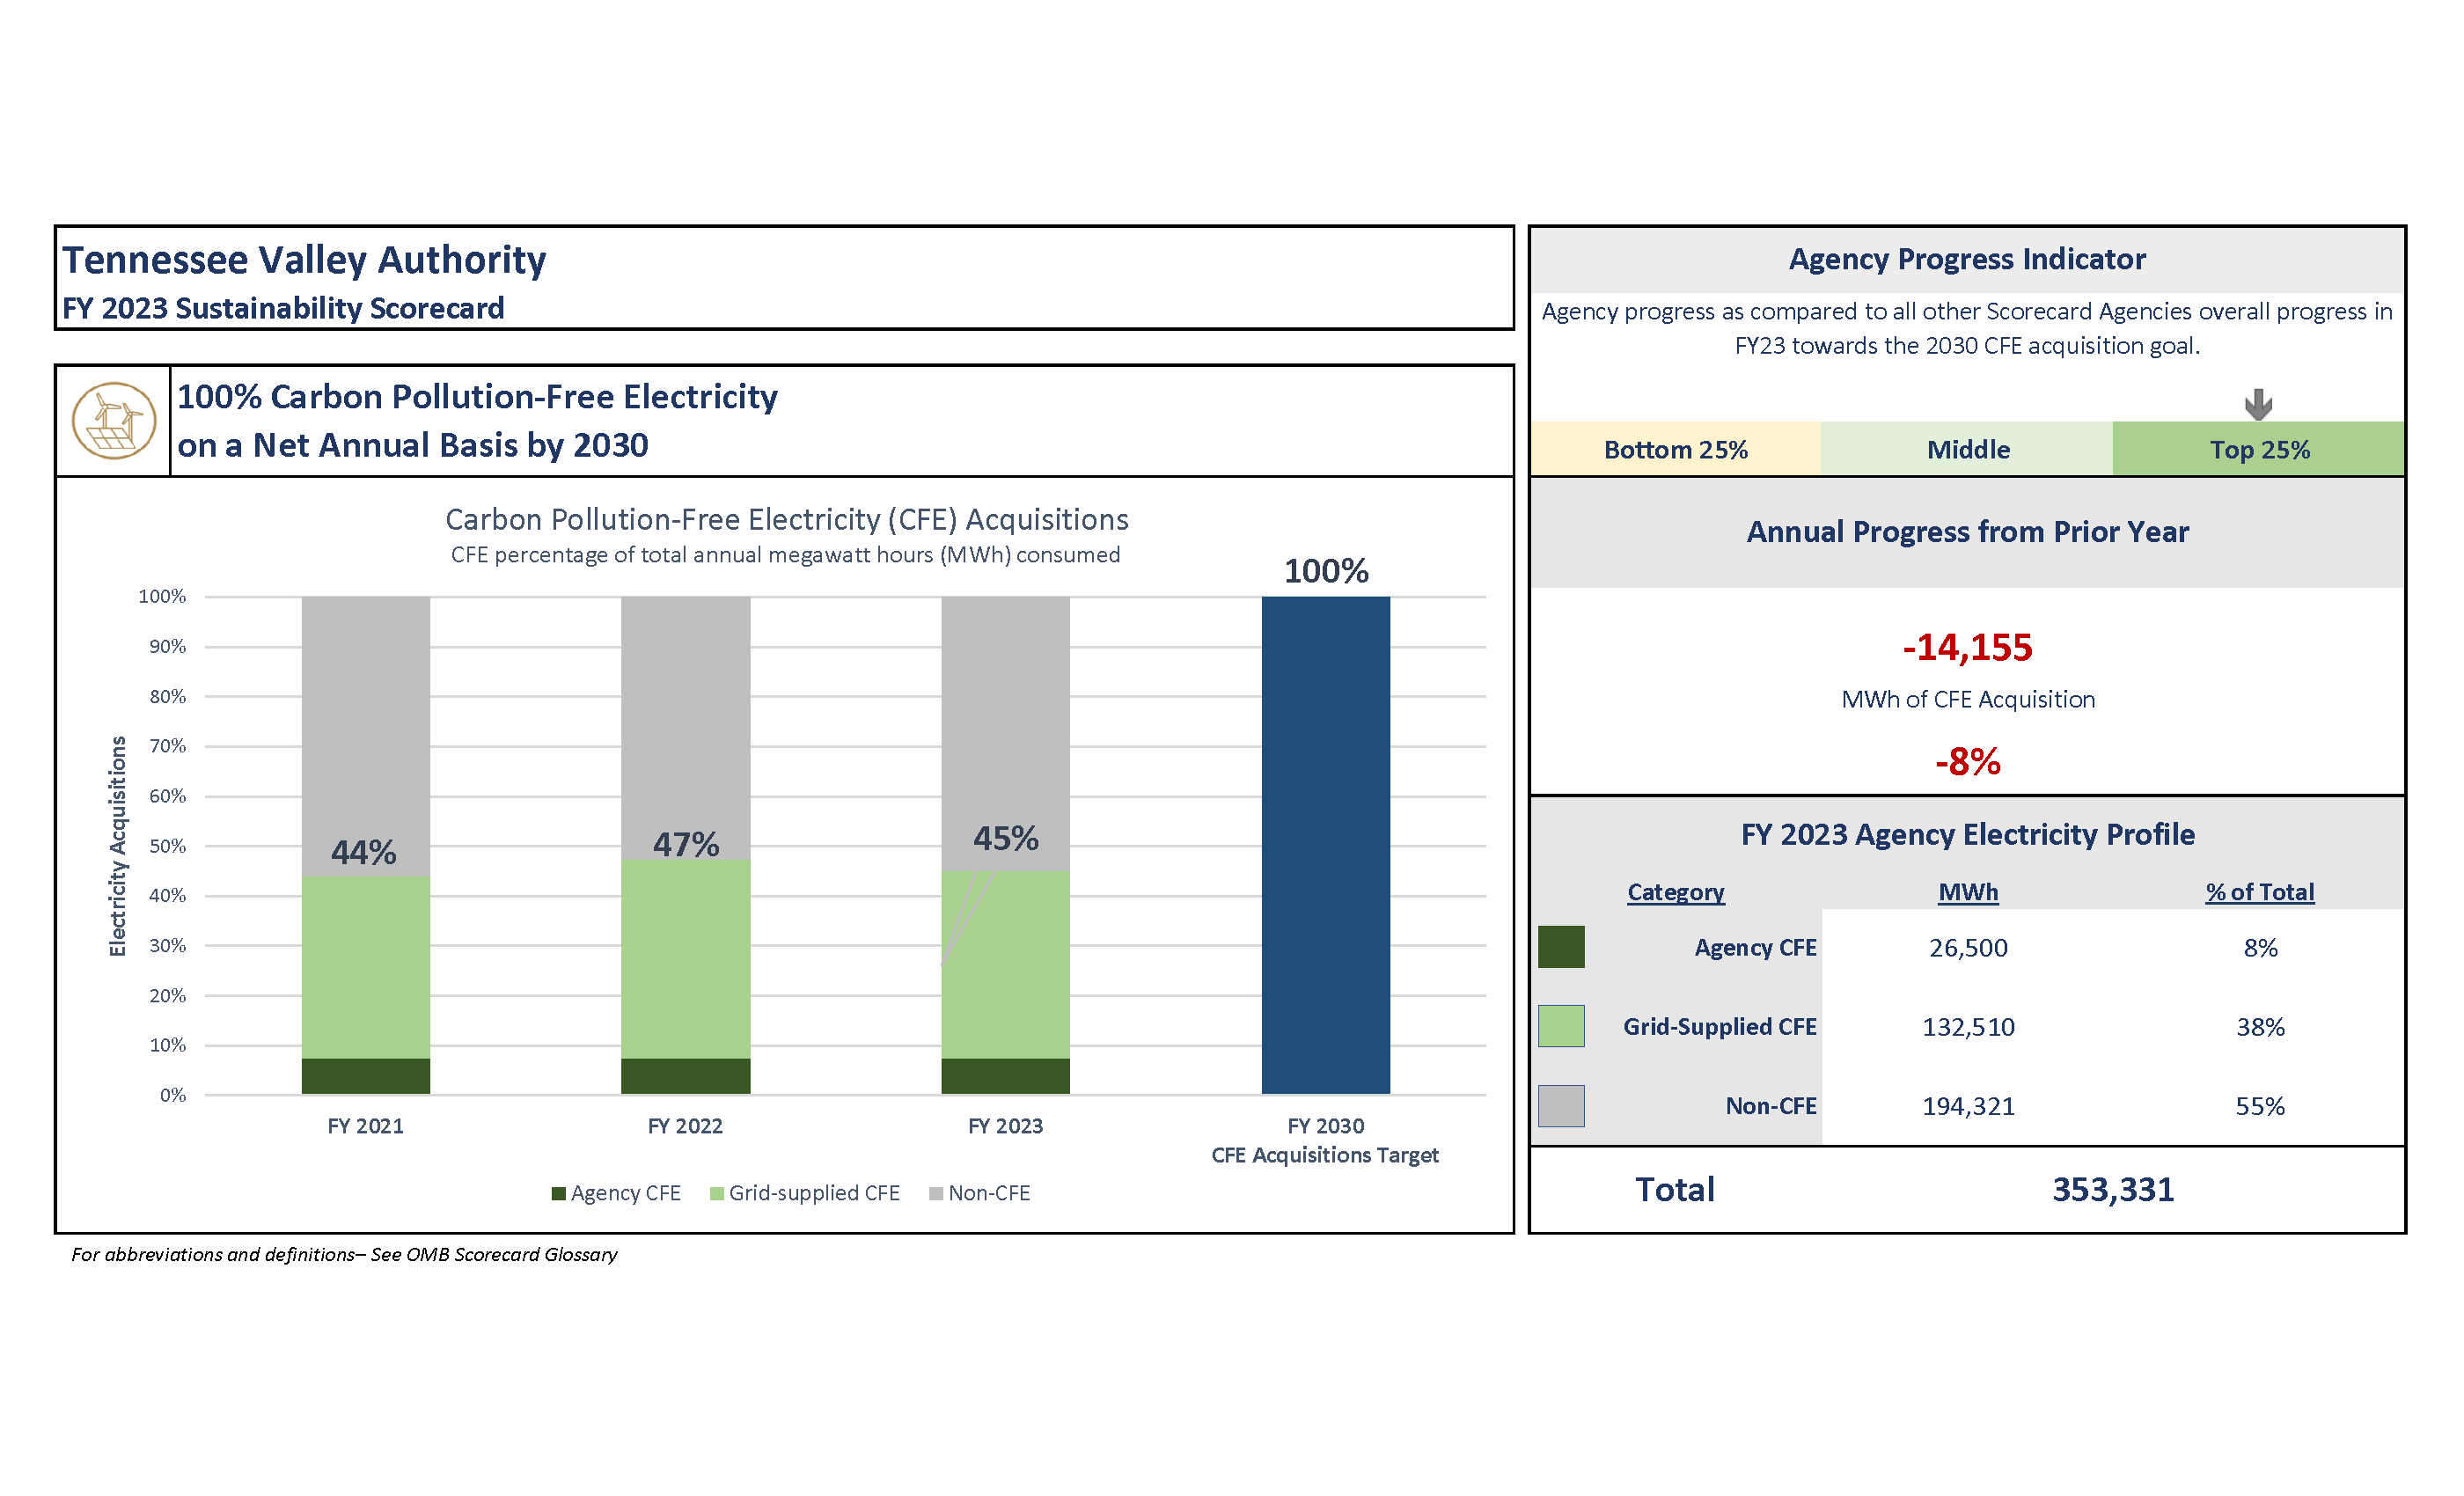 Tennessee Valley Authority
FY 2023 Sustainability Scorecard
100% Carbon Pollution-Free Electricity
on a Net Annual Basis by 2030
Carbon Pollution-Free Electricity (CFE) Acquisitions
CFE percentage of total annual megawatt hours (MWh) consumed
Electricity Acquisitions
100%
90%
80%
70%
60%
50%
40%
30%
20%
10%
0%
44%
47%
45%
100%
FY 2021
FY 2022
FY 2023
FY 2030
CFE Acquisitions Target
Agency CFE
Grid-supplied CFE
Non-CFE
For abbreviations and definitions– See OMB Scorecard Glossary
Agency Progress Indicator
Agency progress as compared to all other Scorecard Agencies overall progress in
FY23 towards the 2030 CFE acquisition goal.
Bottom 25% Middle Top 25%
Annual Progress from Prior Year
-14,155
MWh of CFE Acquisition
-8%
FY 2023 Agency Electricity Profile
Category MWh % of Total
Agency CFE 26,500 8%
Grid-Supplied CFE 132,510 38%
Non-CFE 194,321 55%
Total 353,331